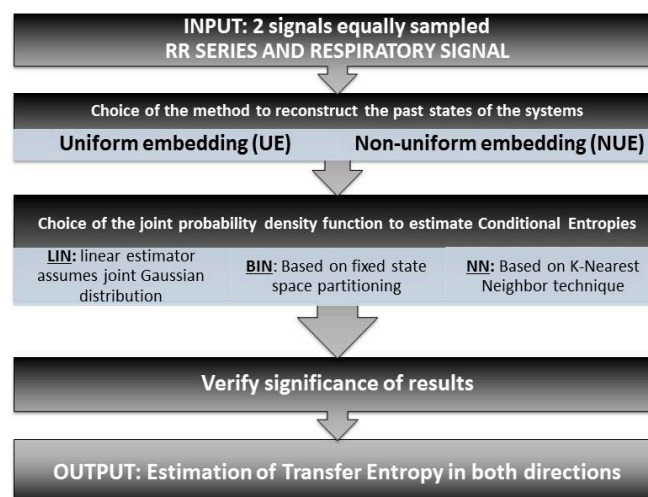 INPUT: 2 signals equally sampled
RR SERIES AND RESPIRATORY SIGNAL
Choice of the method to reconstruct the past states of the systems
Uniform embedding (UE)
Non-uniform embedding (NUE)
Choice of the joint probability density function to estimate Conditional Entropies
LIN: linear estimator
assumes joint Gaussian
distribution
BIN: Based on fixed state
space partitioning
NN: Based on K-Nearest
Neighbor technique
Verify significance of results
OUTPUT: Estimation of Transfer Entropy in both directions